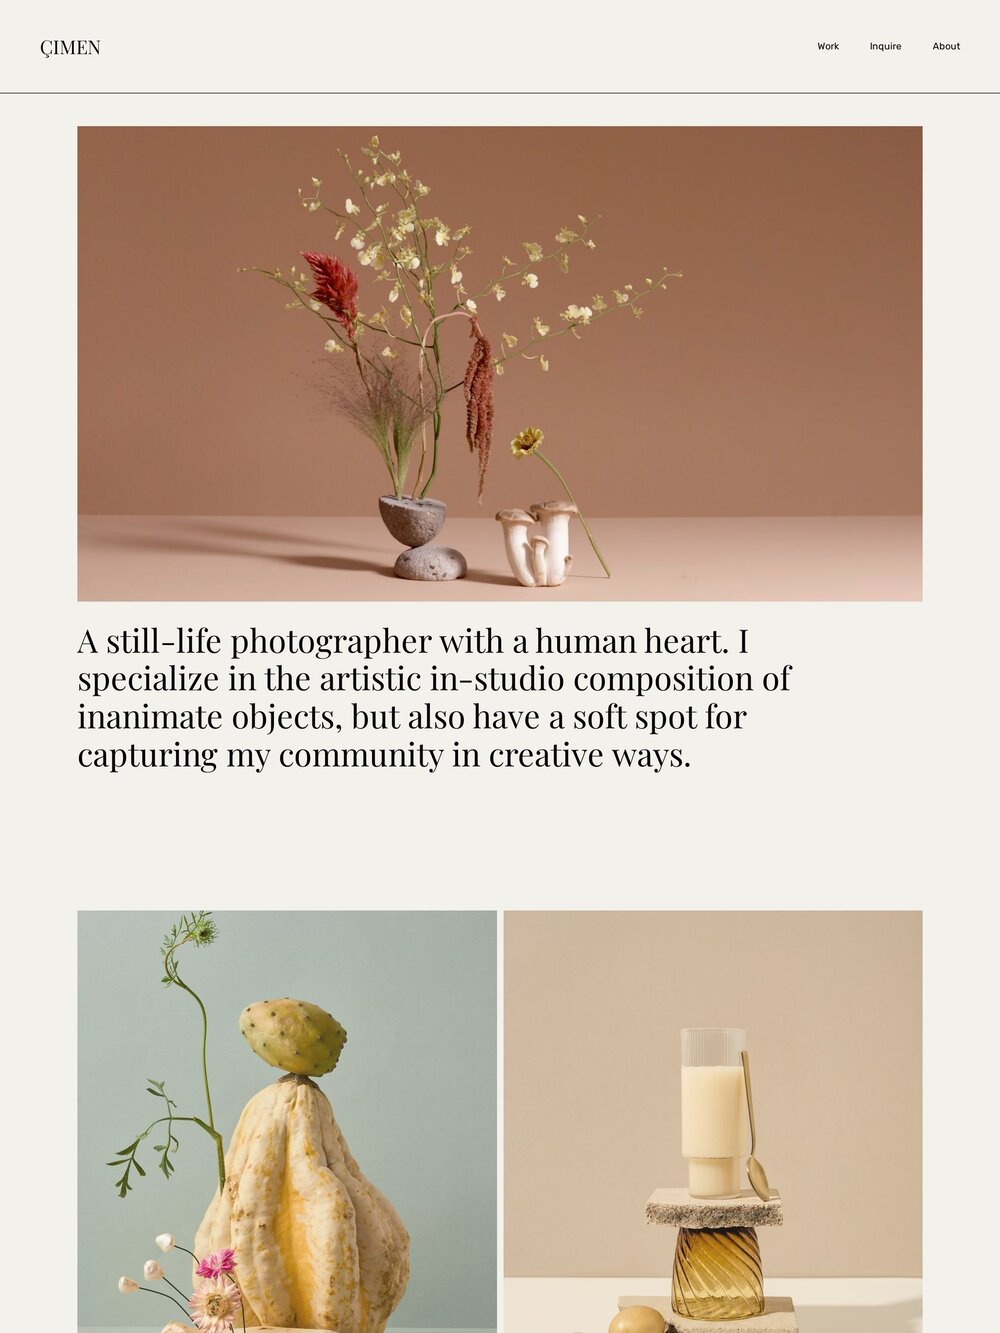 ÇIMEN
Work
Inquire
About
A still-life photographer with a human heart. I
specialize in the artistic in-studio composition of
inanimate objects, but also have a soft spot for
capturing my community in creative ways.